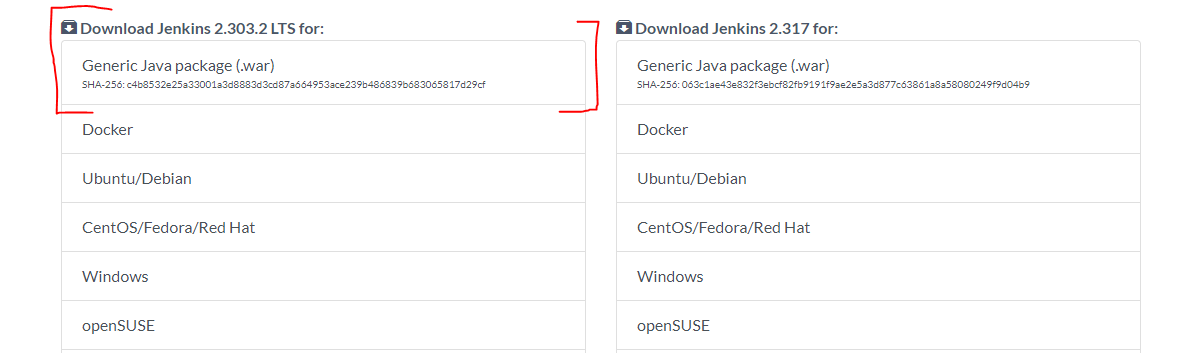 Download Jenkins 2.303.2 LTS for:
Generic Java package (.war)
SHA-256: c4b8532e25a33001a3d8883d3cd87a664953ace239b486839b683065817d29cf
Docker
Ubuntu/Debian
CentOS/Fedora/Red Hat
Windows
openSUSE
Download Jenkins 2.317 for:
Generic Java package (.war)
SHA-256: 063c1ae43e832f3ebcf82fb9191f9ae2e5a3d877c63861a8a58080249f9d04b9
Docker
Ubuntu/Debian
CentOS/Fedora/Red Hat
Windows
openSUSE